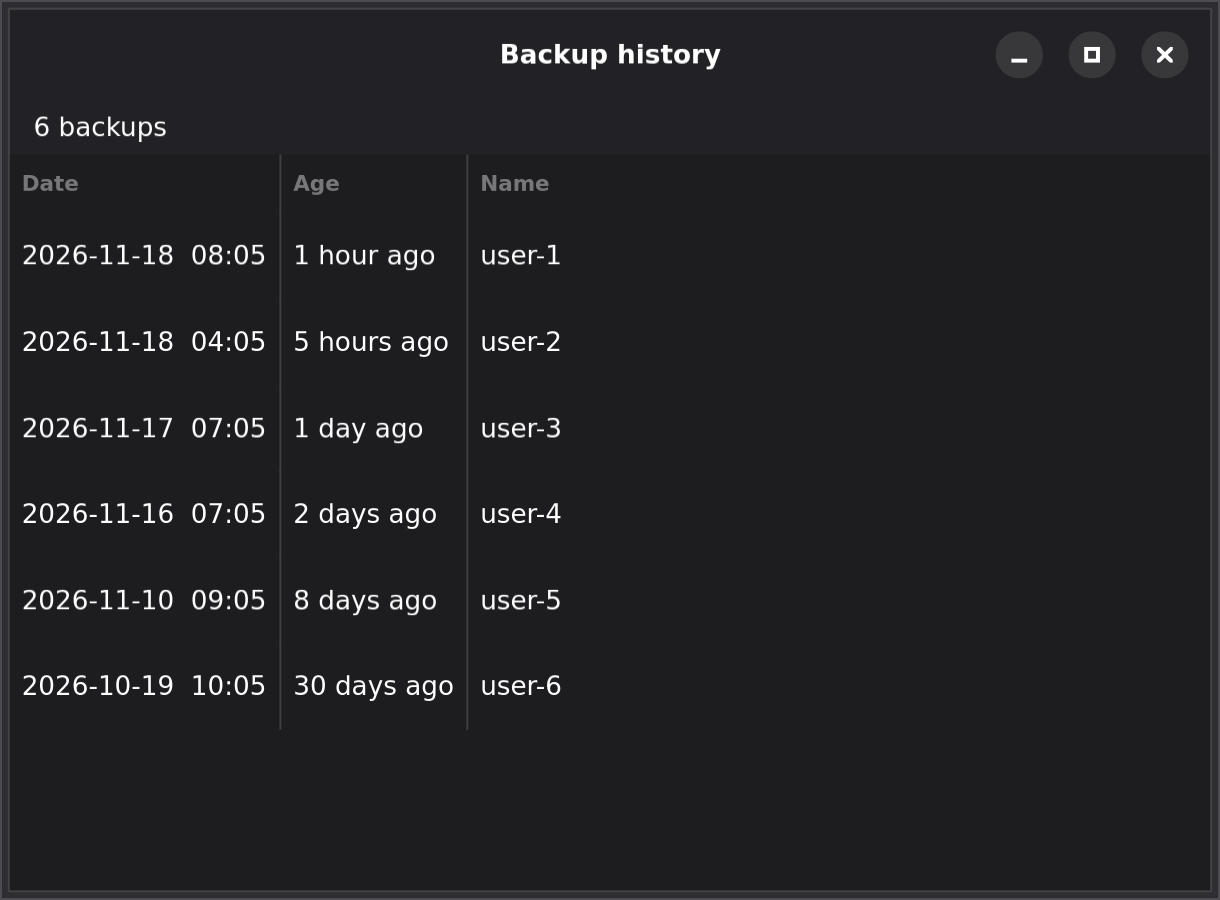 Backup history
6 backups
Date Age Name
2026-11-18 08:05 1 hour ago user-1
2026-11-18 04:05 5 hours ago user-2
2026-11-17 07:05 1 day ago user-3
2026-11-16 07:05 2 days ago user-4
2026-11-10 09:05 8 days ago user-5
2026-10-19 10:05 30 days ago user-6